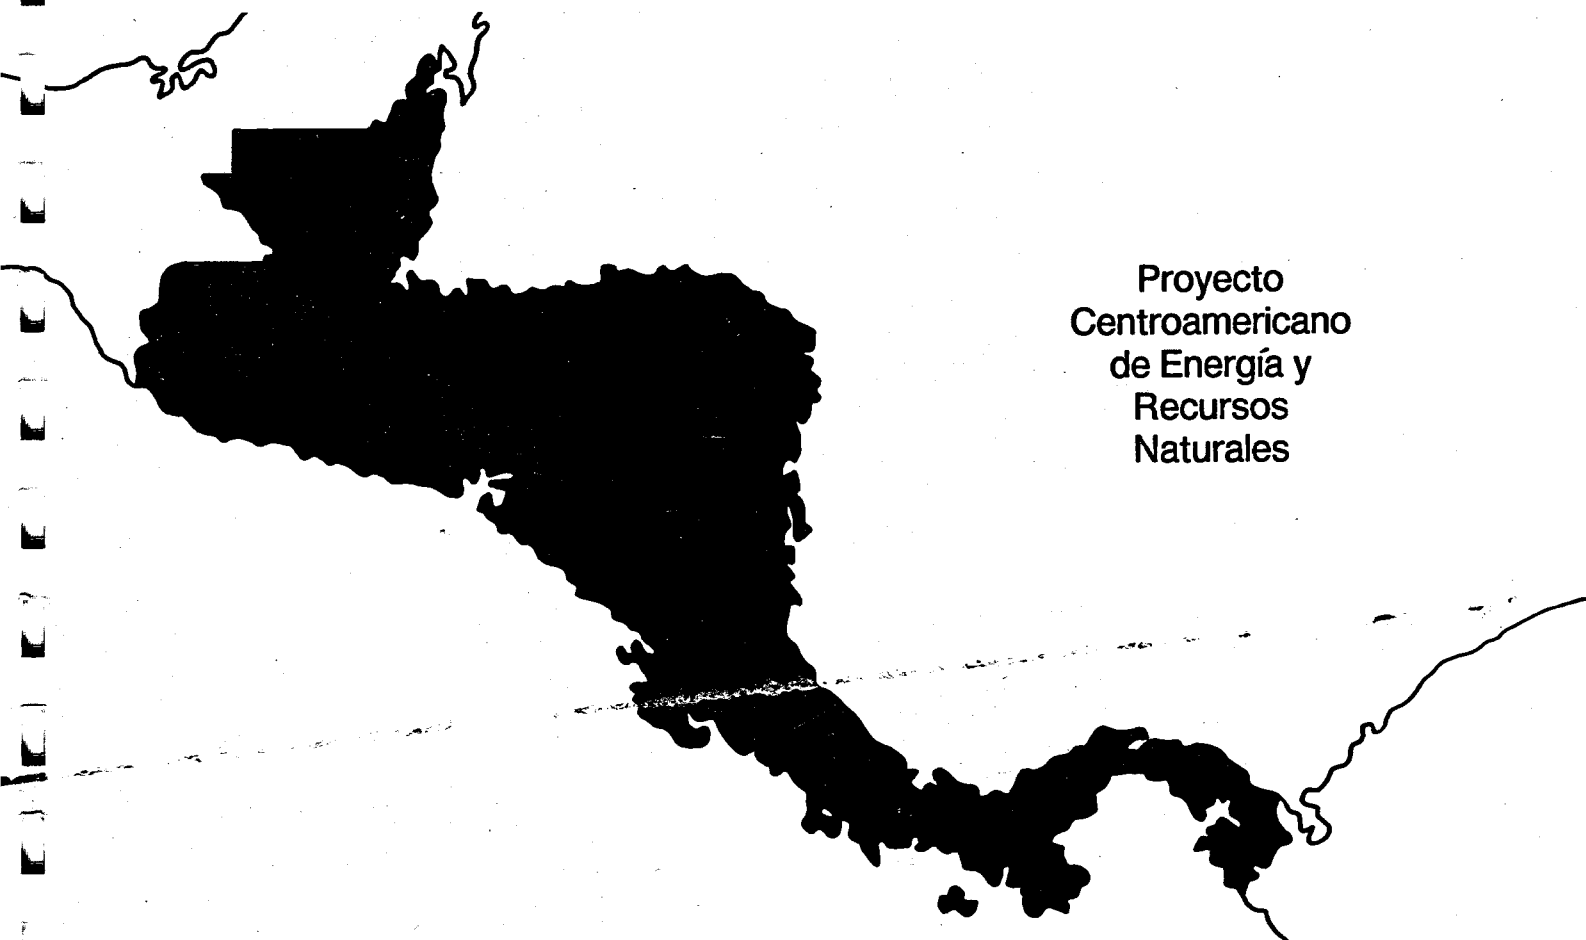 Proyecto
Centroamericano
de Energía y
Recursos
Naturales